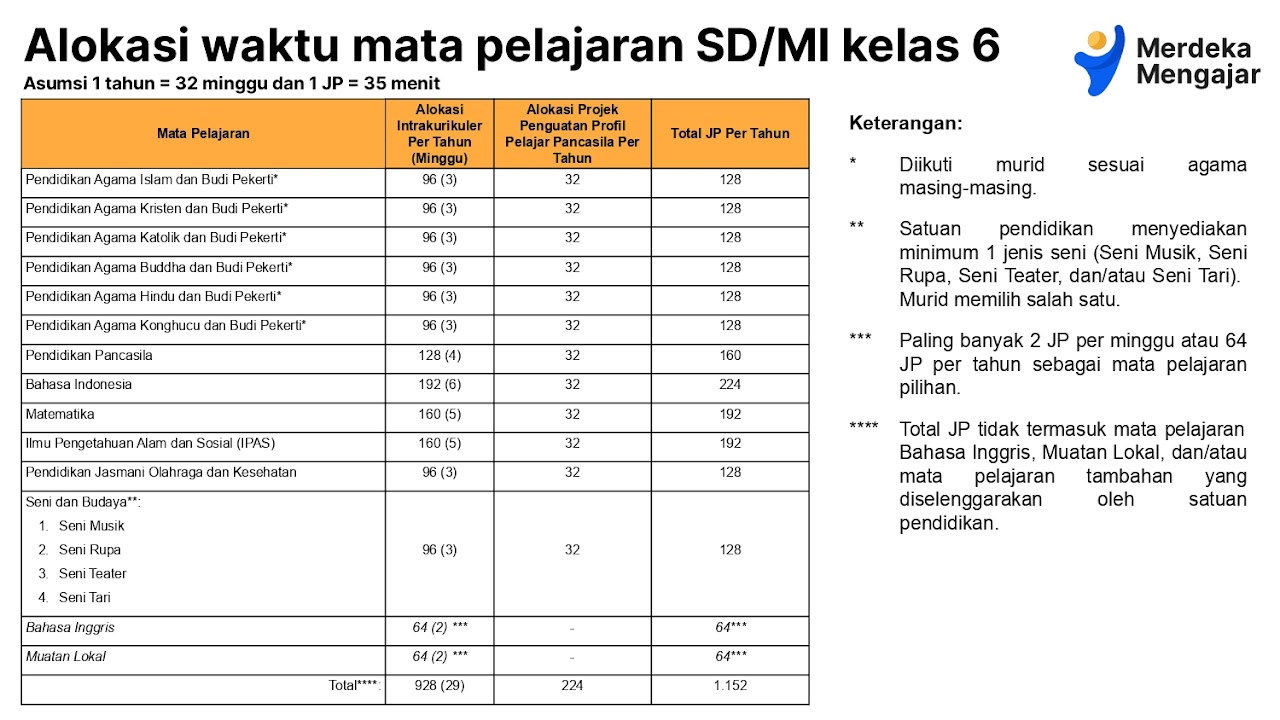 Alokasi waktu mata pelajaran SD/MI kelas 6
Asumsi 1 tahun = 32 minggu dan 1 JP = 35 menit
Merdeka
Mengajar
Mata Pelajaran
Alokasi
Intrakurikuler
Per Tahun
(Minggu)
Alokasi Projek
Penguatan Profil
Pelajar Pancasila Per
Tahun
Total JP Per Tahun
Pendidikan Agama Islam dan Budi Pekerti* 96 (3) 32 128
Pendidikan Agama Kristen dan Budi Pekerti* 96 (3) 32 128
Pendidikan Agama Katolik dan Budi Pekerti* 96 (3) 32 128
Pendidikan Agama Buddha dan Budi Pekerti* 96 (3) 32 128
Pendidikan Agama Hindu dan Budi Pekerti* 96 (3) 32 128
Pendidikan Agama Konghucu dan Budi Pekerti* 96 (3) 32 128
Pendidikan Pancasila 128 (4) 32 160
Bahasa Indonesia 192 (6) 32 224
Matematika 160 (5) 32 192
Ilmu Pengetahuan Alam dan Sosial (IPAS) 160 (5) 32 192
Pendidikan Jasmani Olahraga dan Kesehatan 96 (3) 32 128
Seni dan Budaya**:
1. Seni Musik
2. Seni Rupa
3. Seni Teater
4. Seni Tari
96 (3) 32 128
Bahasa Inggris 64 (2) *** - 64***
Muatan Lokal 64 (2) *** - 64***
Total****: 928 (29) 224 1.152
Keterangan:
* Diikuti murid sesuai agama
masing-masing.
** Satuan pendidikan menyediakan
minimum 1 jenis seni (Seni Musik, Seni
Rupa, Seni Teater, dan/atau Seni Tari).
Murid memilih salah satu.
*** Paling banyak 2 JP per minggu atau 64
JP per tahun sebagai mata pelajaran
pilihan.
**** Total JP tidak termasuk mata pelajaran
Bahasa Inggris, Muatan Lokal, dan/atau
mata pelajaran tambahan yang
diselenggarakan oleh satuan
pendidikan.